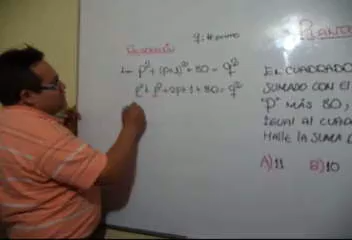 q: # primo
PLANTE
RESOLUCIÓN
p² + (p+1)² + 80 = q²
p² + p² + 2p + 1 + 80 = q²
EL CUADRADO
SUMADO CON EL
"P" MÁS 80,
IGUAL AL CUADR
HALLE LA SUMA D
A) 11 B) 10